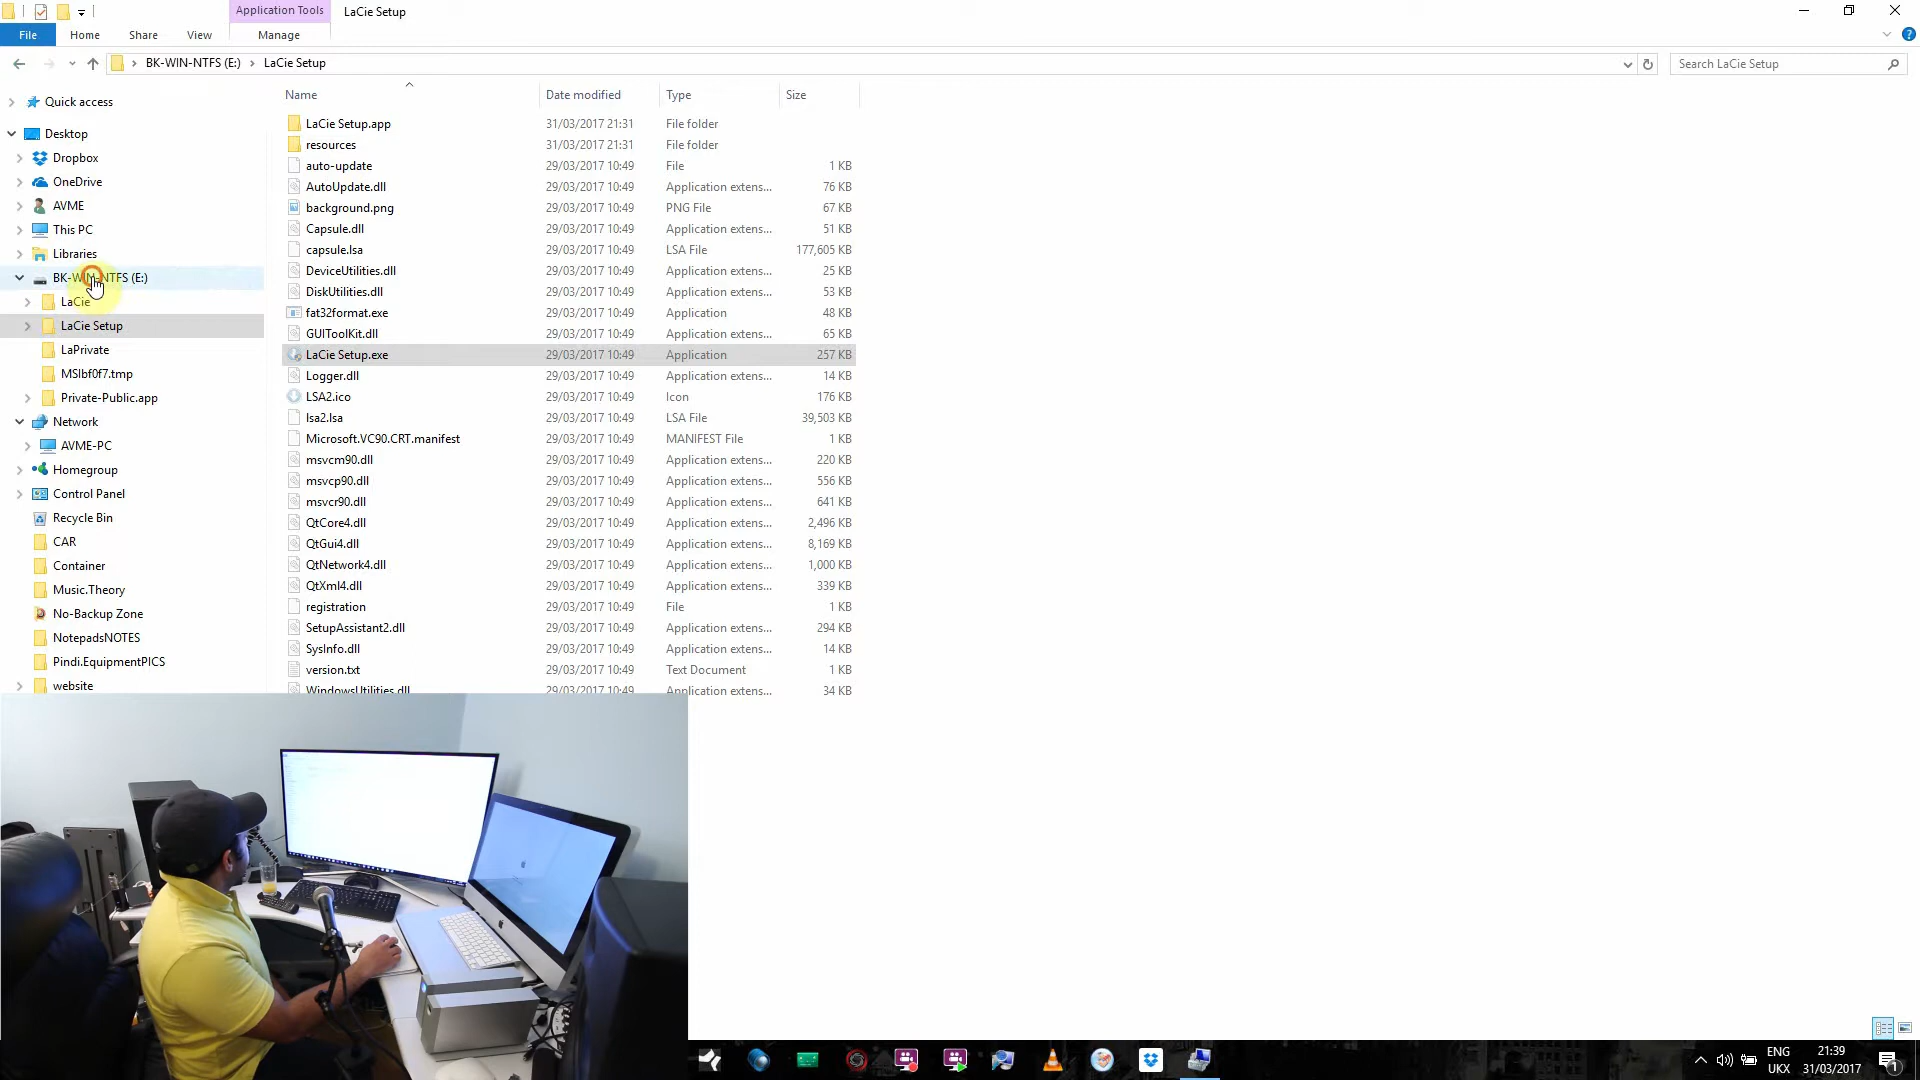 Application Tools
LaCie Setup
File
Home
Share
View
Manage
BK-WIN-NTFS (E:)
LaCie Setup
Search LaCie Setup
Name
Date modified
Type
Size
Quick access
Desktop
Dropbox
OneDrive
AVME
This PC
Libraries
BK-WIN-NTFS (E:)
LaCie
LaCie Setup
LaPrivate
MSIbf0f7.tmp
Private-Public.app
Network
AVME-PC
Homegroup
Control Panel
Recycle Bin
CAR
Container
Music.Theory
No-Backup Zone
NotepadsNOTES
Pindi.EquipmentPICS
website
LaCie Setup.app 31/03/2017 21:31 File folder
resources 31/03/2017 21:31 File folder
auto-update 29/03/2017 10:49 File 1 KB
AutoUpdate.dll 29/03/2017 10:49 Application extens... 76 KB
background.png 29/03/2017 10:49 PNG File 67 KB
Capsule.dll 29/03/2017 10:49 Application extens... 51 KB
capsule.lsa 29/03/2017 10:49 LSA File 177,605 KB
DeviceUtilities.dll 29/03/2017 10:49 Application extens... 25 KB
DiskUtilities.dll 29/03/2017 10:49 Application extens... 53 KB
fat32format.exe 29/03/2017 10:49 Application 48 KB
GUIToolKit.dll 29/03/2017 10:49 Application extens... 65 KB
LaCie Setup.exe 29/03/2017 10:49 Application 257 KB
Logger.dll 29/03/2017 10:49 Application extens... 14 KB
LSA2.ico 29/03/2017 10:49 Icon 176 KB
lsa2.lsa 29/03/2017 10:49 LSA File 39,503 KB
Microsoft.VC90.CRT.manifest 29/03/2017 10:49 MANIFEST File 1 KB
msvcm90.dll 29/03/2017 10:49 Application extens... 220 KB
msvcp90.dll 29/03/2017 10:49 Application extens... 556 KB
msvcr90.dll 29/03/2017 10:49 Application extens... 641 KB
QtCore4.dll 29/03/2017 10:49 Application extens... 2,496 KB
QtGui4.dll 29/03/2017 10:49 Application extens... 8,169 KB
QtNetwork4.dll 29/03/2017 10:49 Application extens... 1,000 KB
QtXml4.dll 29/03/2017 10:49 Application extens... 339 KB
registration 29/03/2017 10:49 File 1 KB
SetupAssistant2.dll 29/03/2017 10:49 Application extens... 294 KB
SysInfo.dll 29/03/2017 10:49 Application extens... 14 KB
version.txt 29/03/2017 10:49 Text Document 1 KB
WindowsUtilities.dll 29/03/2017 10:49 Application extens... 34 KB
ENG
UKX
21:39
31/03/2017
1